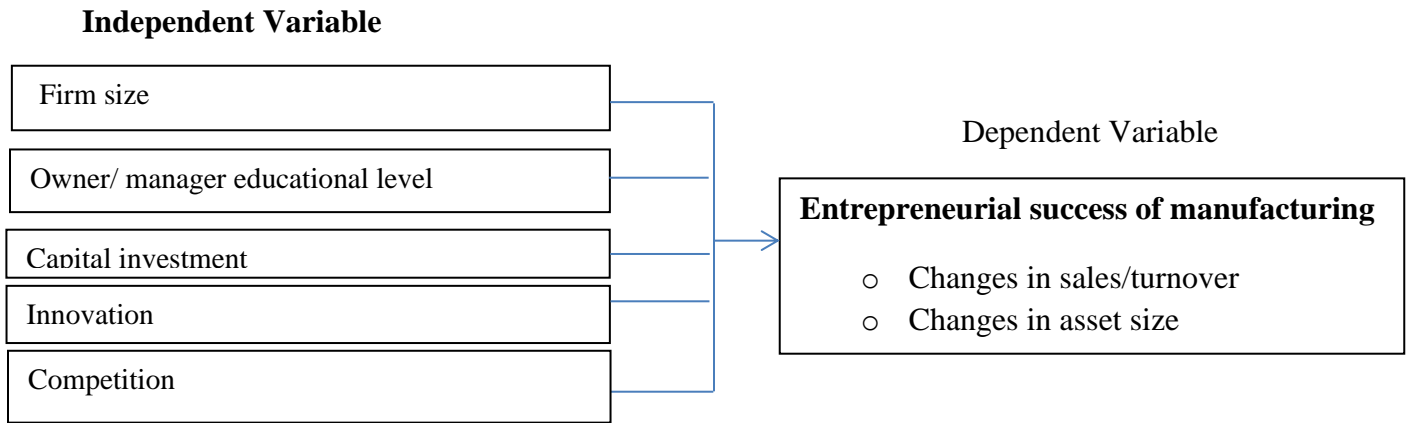 Independent Variable
Firm size
Owner/ manager educational level
Capital investment
Innovation
Competition
Dependent Variable
Entrepreneurial success of manufacturing
o Changes in sales/turnover
o Changes in asset size